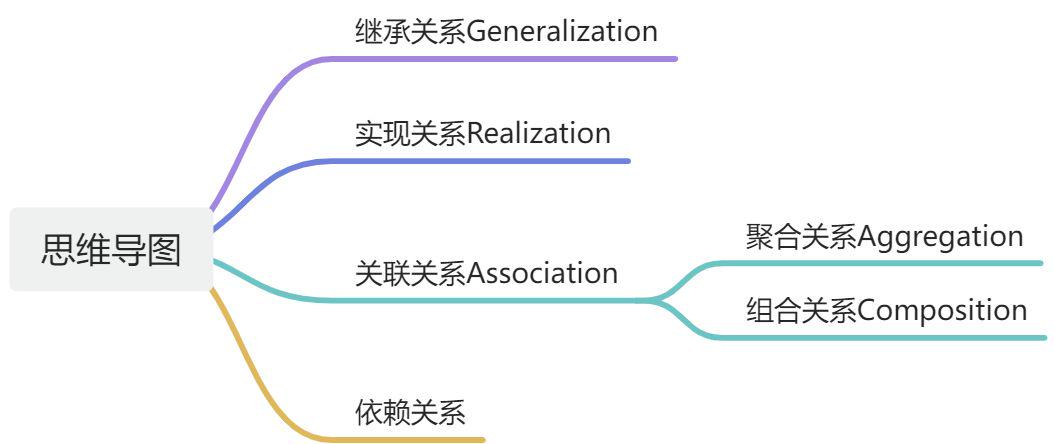 继承关系Generalization
实现关系Realization
思维导图
关联关系Association
聚合关系Aggregation
组合关系Composition
依赖关系